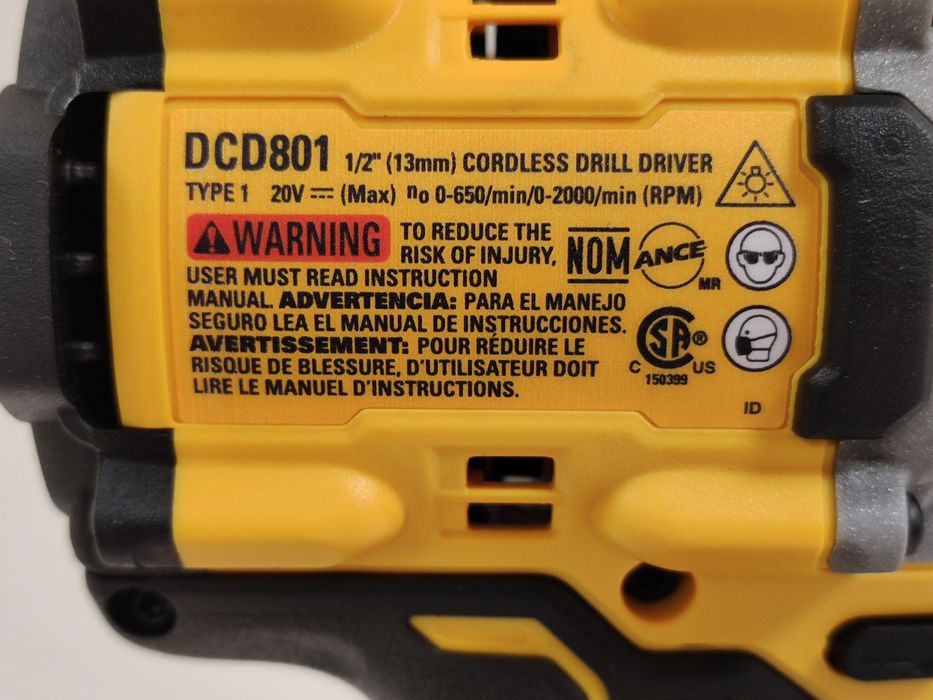 DCD801 1/2" (13mm) CORDLESS DRILL DRIVER
TYPE 1 20V ⎓ (Max) no 0-650/min/0-2000/min (RPM)
WARNING TO REDUCE THE
RISK OF INJURY,
USER MUST READ INSTRUCTION
MANUAL. ADVERTENCIA: PARA EL MANEJO
SEGURO LEA EL MANUAL DE INSTRUCCIONES.
AVERTISSEMENT: POUR RÉDUIRE LE
RISQUE DE BLESSURE, D'UTILISATEUR DOIT
LIRE LE MANUEL D'INSTRUCTIONS.
NOM ANCE MR
SA®
C US
150399
ID